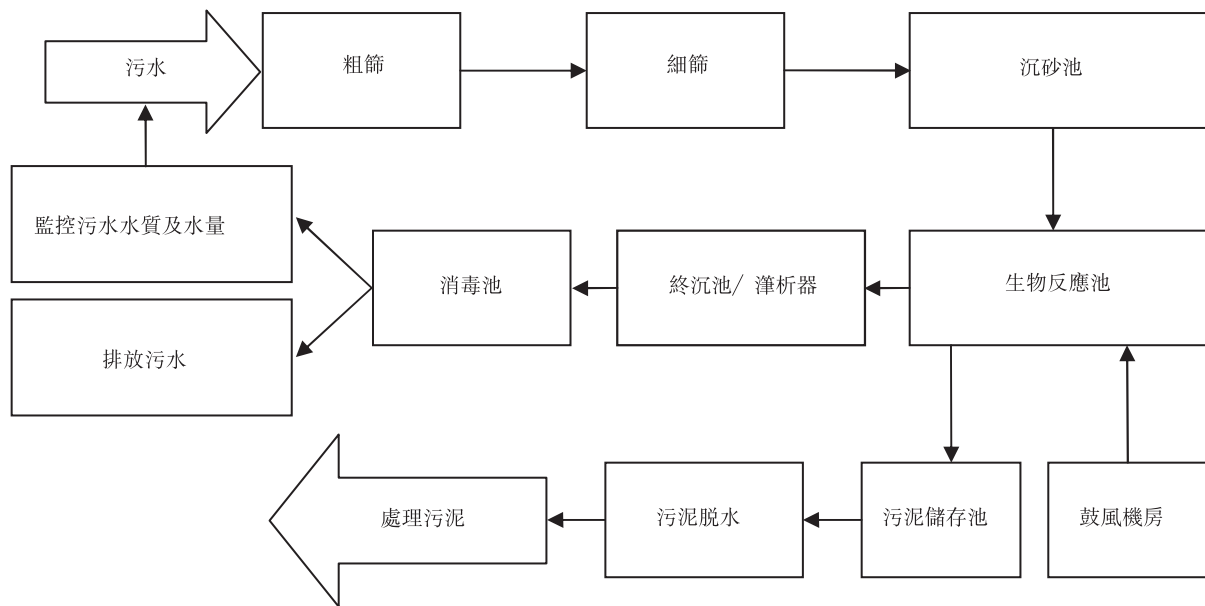 污水
粗篩
細篩
沉砂池
監控污水水質及水量
消毒池
終沉池/ 滗析器
生物反應池
排放污水
處理污泥
污泥脱水
污泥儲存池
鼓風機房